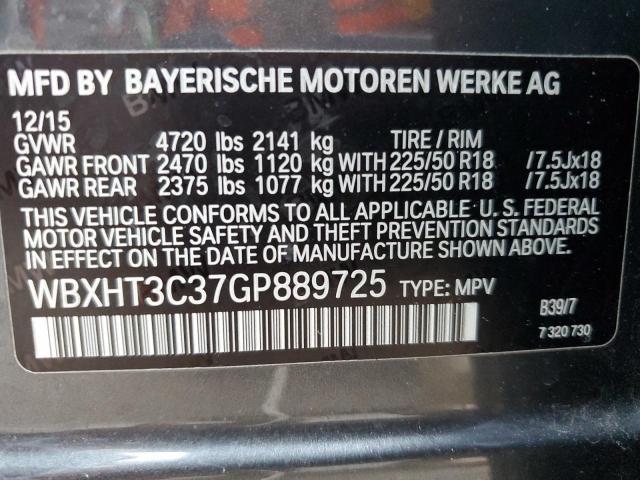 MFD BY BAYERISCHE MOTOREN WERKE AG
12/15
GVWR 4720 lbs 2141 kg TIRE / RIM
GAWR FRONT 2470 lbs 1120 kg WITH 225/50 R18 /7.5Jx18
GAWR REAR 2375 lbs 1077 kg WITH 225/50 R18 /7.5Jx18
THIS VEHICLE CONFORMS TO ALL APPLICABLE U. S. FEDERAL
MOTOR VEHICLE SAFETY AND THEFT PREVENTION STANDARDS
IN EFFECT ON THE DATE OF MANUFACTURE SHOWN ABOVE.
WBXHT3C37GP889725 TYPE: MPV
B39/7
7 320 730